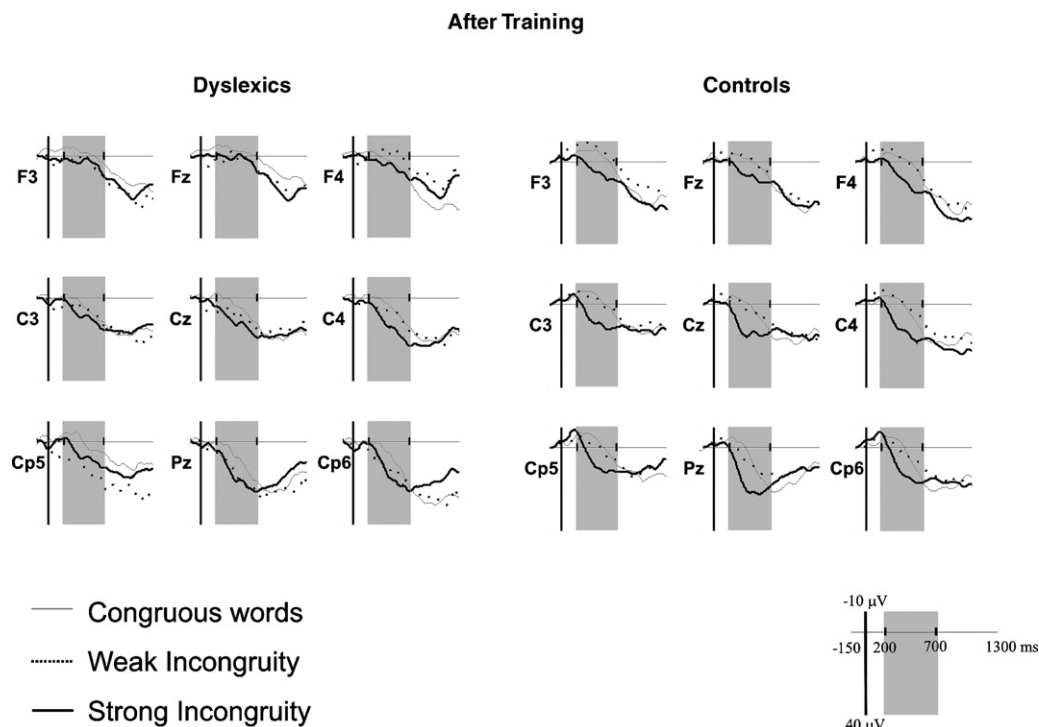 After Training
Dyslexics Controls
F3 Fz F4 F3 Fz F4
C3 Cz C4 C3 Cz C4
Cp5 Pz Cp6 Cp5 Pz Cp6
Congruous words
Weak Incongruity
Strong Incongruity
-10 µV
-150 200 700 1300 ms
40 µV